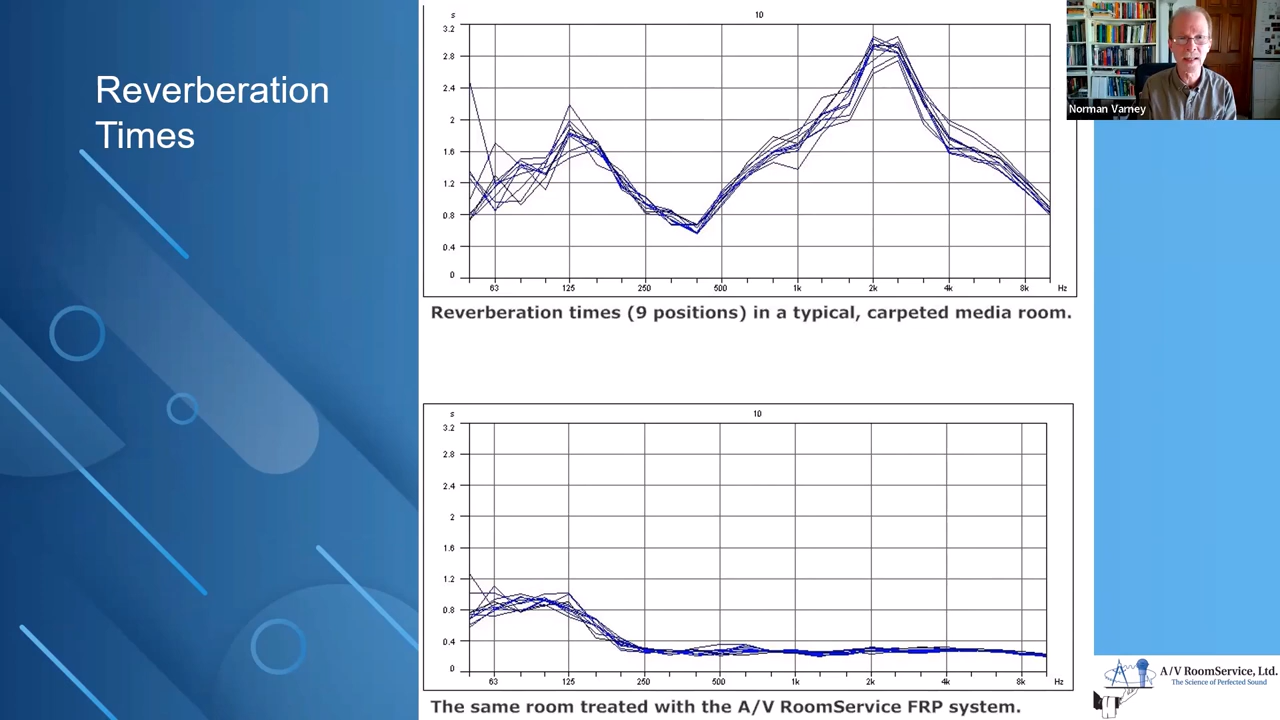 Reverberation
Times
s
10
3.2
2.8
2.4
2
1.6
1.2
0.8
0.4
0
63
125
250
500
1k
2k
4k
8k
Hz
Reverberation times (9 positions) in a typical, carpeted media room.
s
10
3.2
2.8
2.4
2
1.6
1.2
0.8
0.4
0
63
125
250
500
1k
2k
4k
8k
Hz
The same room treated with the A/V RoomService FRP system.
Norman Varney
A/V RoomService, Ltd.
The Science of Perfected Sound